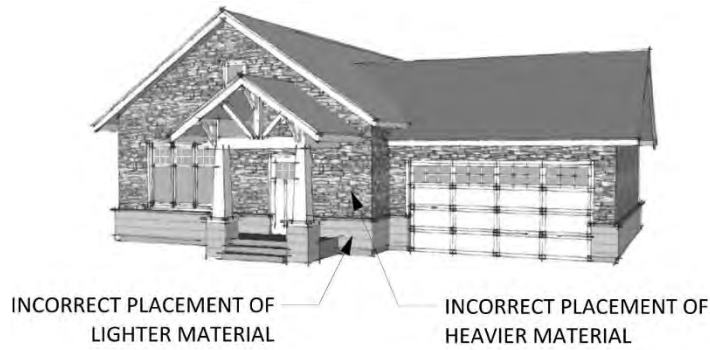 INCORRECT PLACEMENT OF
LIGHTER MATERIAL
INCORRECT PLACEMENT OF
HEAVIER MATERIAL